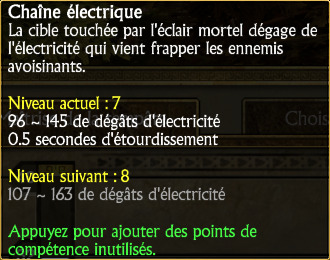 Chaîne électrique
La cible touchée par l'éclair mortel dégage de
l'électricité qui vient frapper les ennemis
avoisinants.
Niveau actuel : 7
96 ~ 145 de dégâts d'électricité
0.5 secondes d'étourdissement
Niveau suivant : 8
107 ~ 163 de dégâts d'électricité
Appuyez pour ajouter des points de
compétence inutilisés.